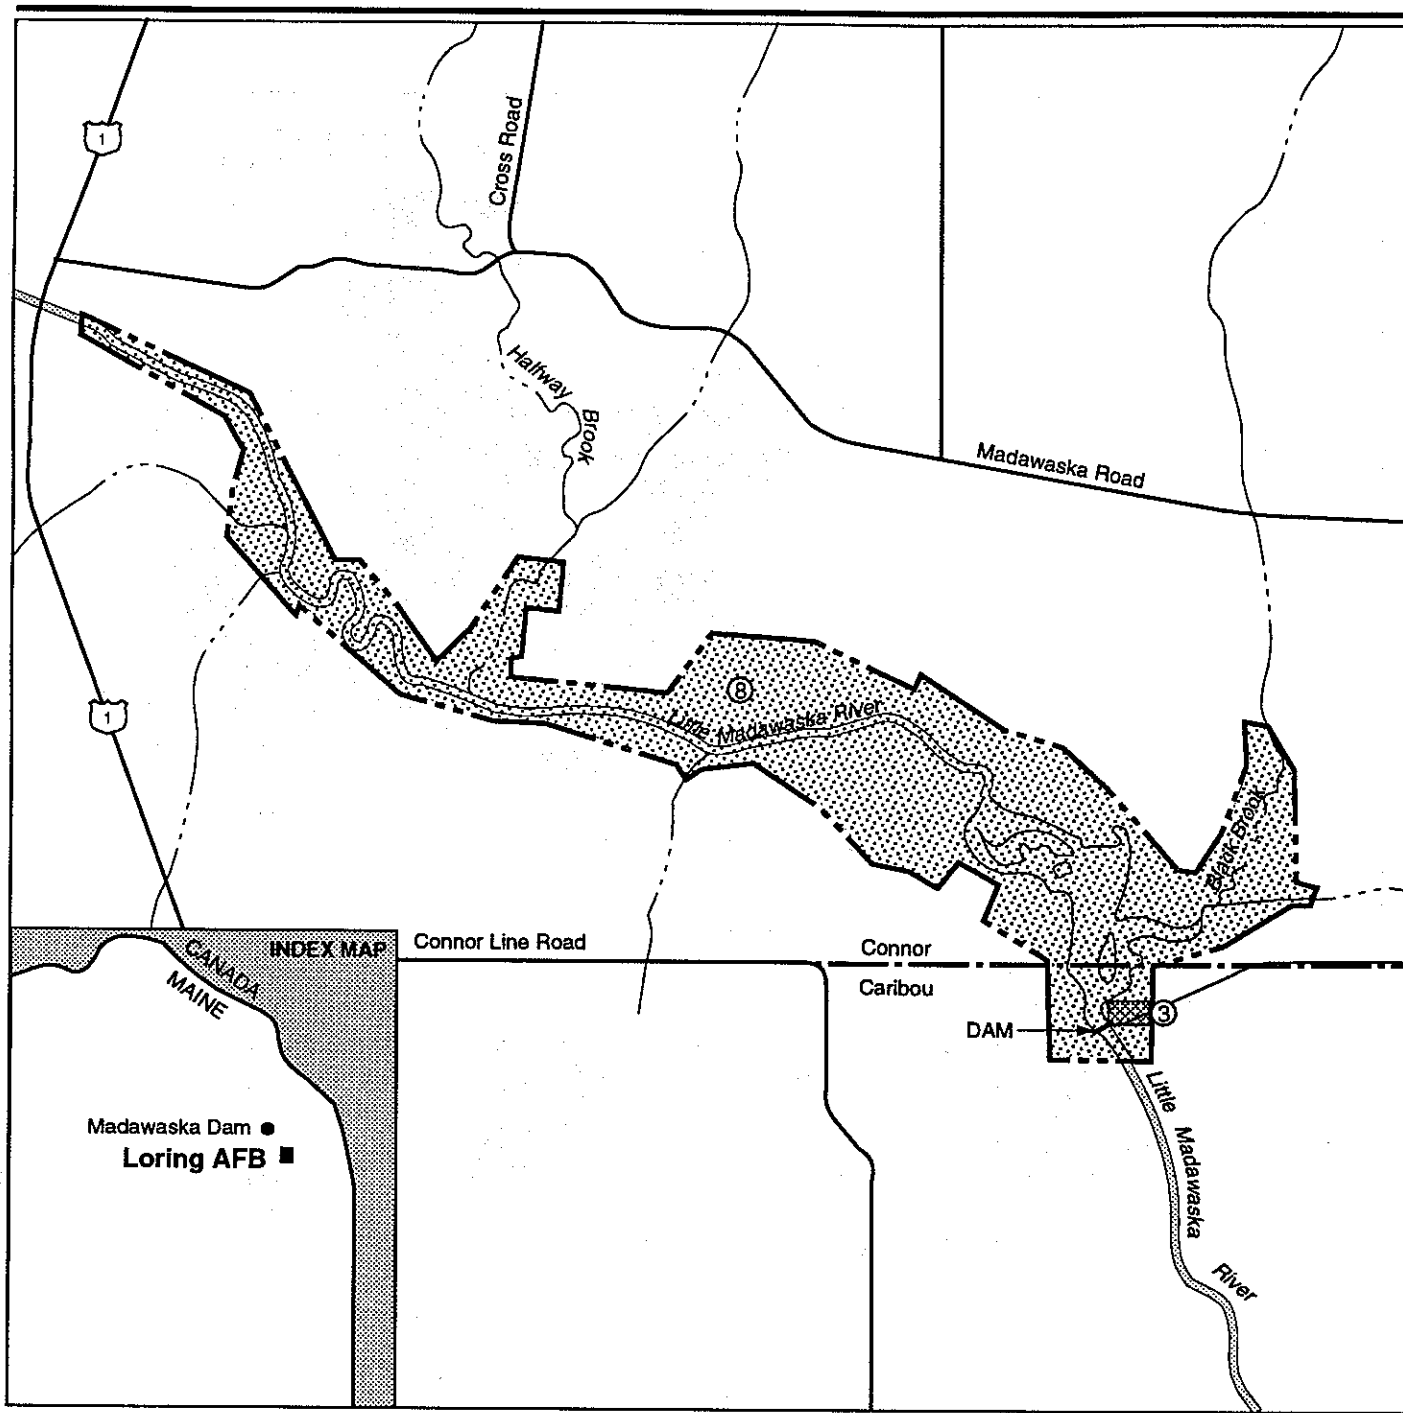 1
Cross Road
Halfway
Brook
Madawaska Road
8
Little Madawaska River
1
Black Brook
Connor Line Road
Connor
Caribou
3
DAM
Little Madawaska
River
INDEX MAP
CANADA
MAINE
Madawaska Dam
Loring AFB